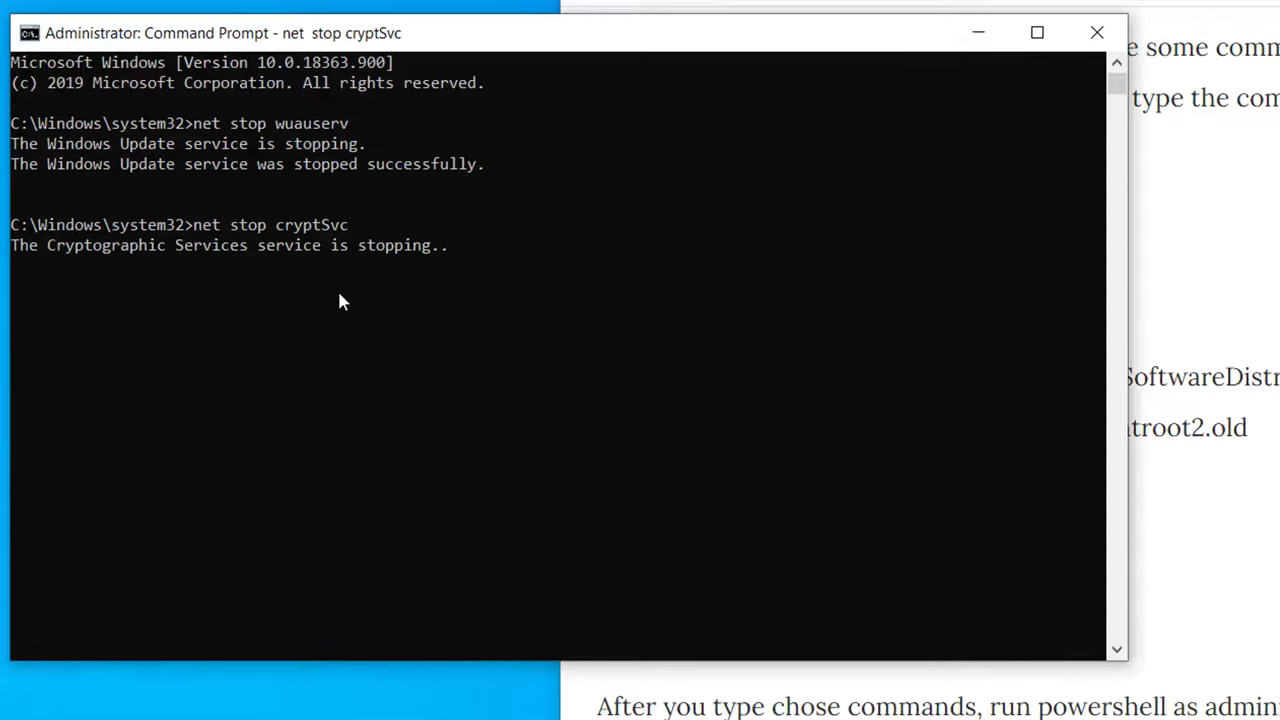 Administrator: Command Prompt - net stop cryptSvc
Microsoft Windows [Version 10.0.18363.900]
(c) 2019 Microsoft Corporation. All rights reserved.
C:\Windows\system32>net stop wuauserv
The Windows Update service is stopping.
The Windows Update service was stopped successfully.
C:\Windows\system32>net stop cryptSvc
The Cryptographic Services service is stopping..
e some comm
type the com
SoftwareDistr
troot2.old
After you type chose commands, run powershell as admin